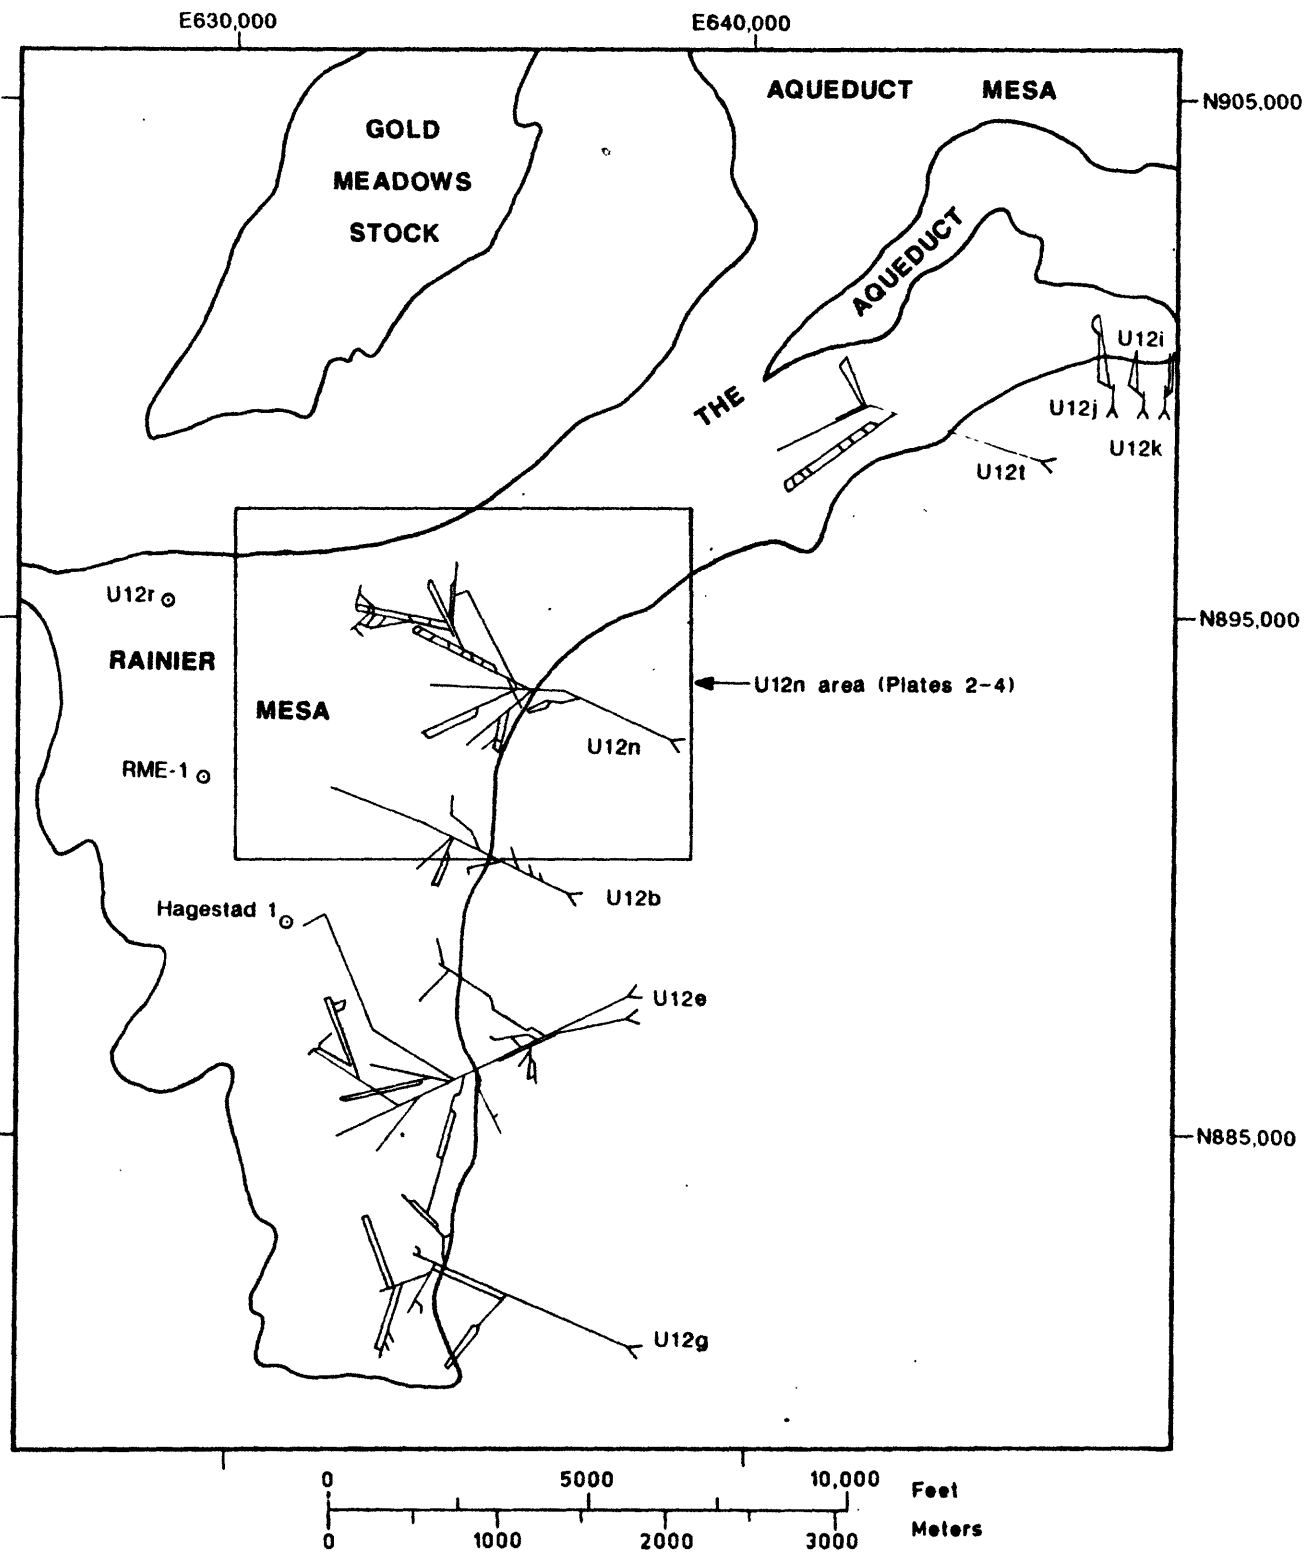 E630,000
E640,000
AQUEDUCT MESA
N905,000
GOLD
MEADOWS
STOCK
AQUEDUCT
U12i
THE
U12j
U12k
U12t
U12r
N895,000
RAINIER
U12n area (Plates 2-4)
MESA
U12n
RME-1
U12b
Hagestad 1
U12e
N885,000
U12g
0 5000 10,000
Feet
Meters
0 1000 2000 3000